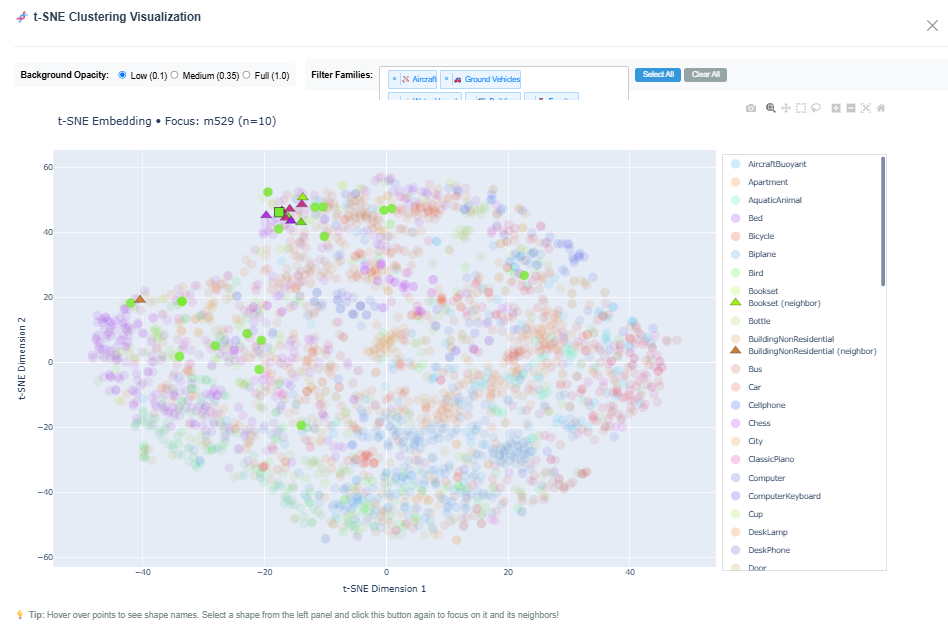 t-SNE Clustering Visualization
Background Opacity: Low (0.1) Medium (0.35) Full (1.0) Filter Families: × Aircraft × Ground Vehicles Select All Clear All
t-SNE Embedding • Focus: m529 (n=10)
60
40
20
0
−20
−40
−60
t-SNE Dimension 2
−40 −20 0 20 40
t-SNE Dimension 1
AircraftBuoyant
Apartment
AquaticAnimal
Bed
Bicycle
Biplane
Bird
Bookset
Bookset (neighbor)
Bottle
BuildingNonResidential
BuildingNonResidential (neighbor)
Bus
Car
Cellphone
Chess
City
ClassicPiano
Computer
ComputerKeyboard
Cup
DeskLamp
DeskPhone
Door
Tip: Hover over points to see shape names. Select a shape from the left panel and click this button again to focus on it and its neighbors!